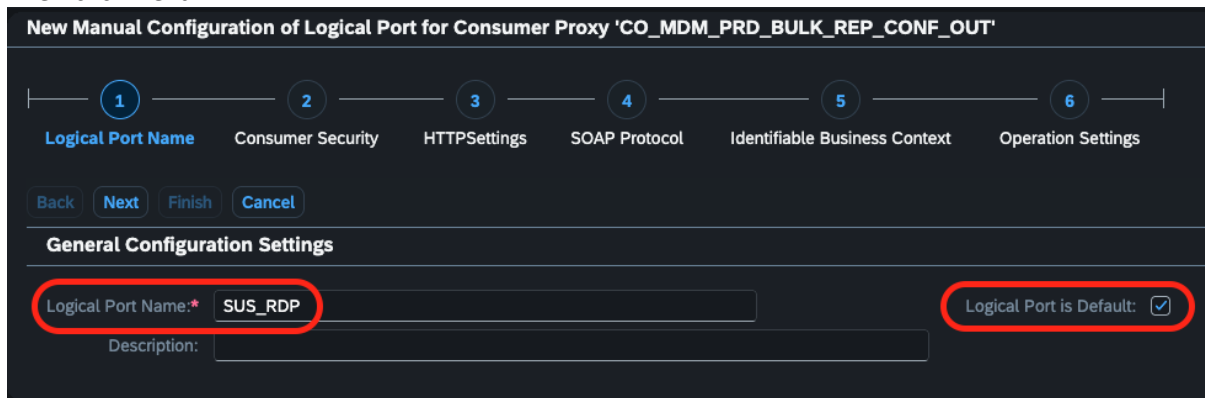 New Manual Configuration of Logical Port for Consumer Proxy 'CO_MDM_PRD_BULK_REP_CONF_OUT'
1 2 3 4 5 6
Logical Port Name Consumer Security HTTPSettings SOAP Protocol Identifiable Business Context Operation Settings
Back Next Finish Cancel
General Configuration Settings
Logical Port Name:* SUS_RDP Logical Port is Default:
Description: